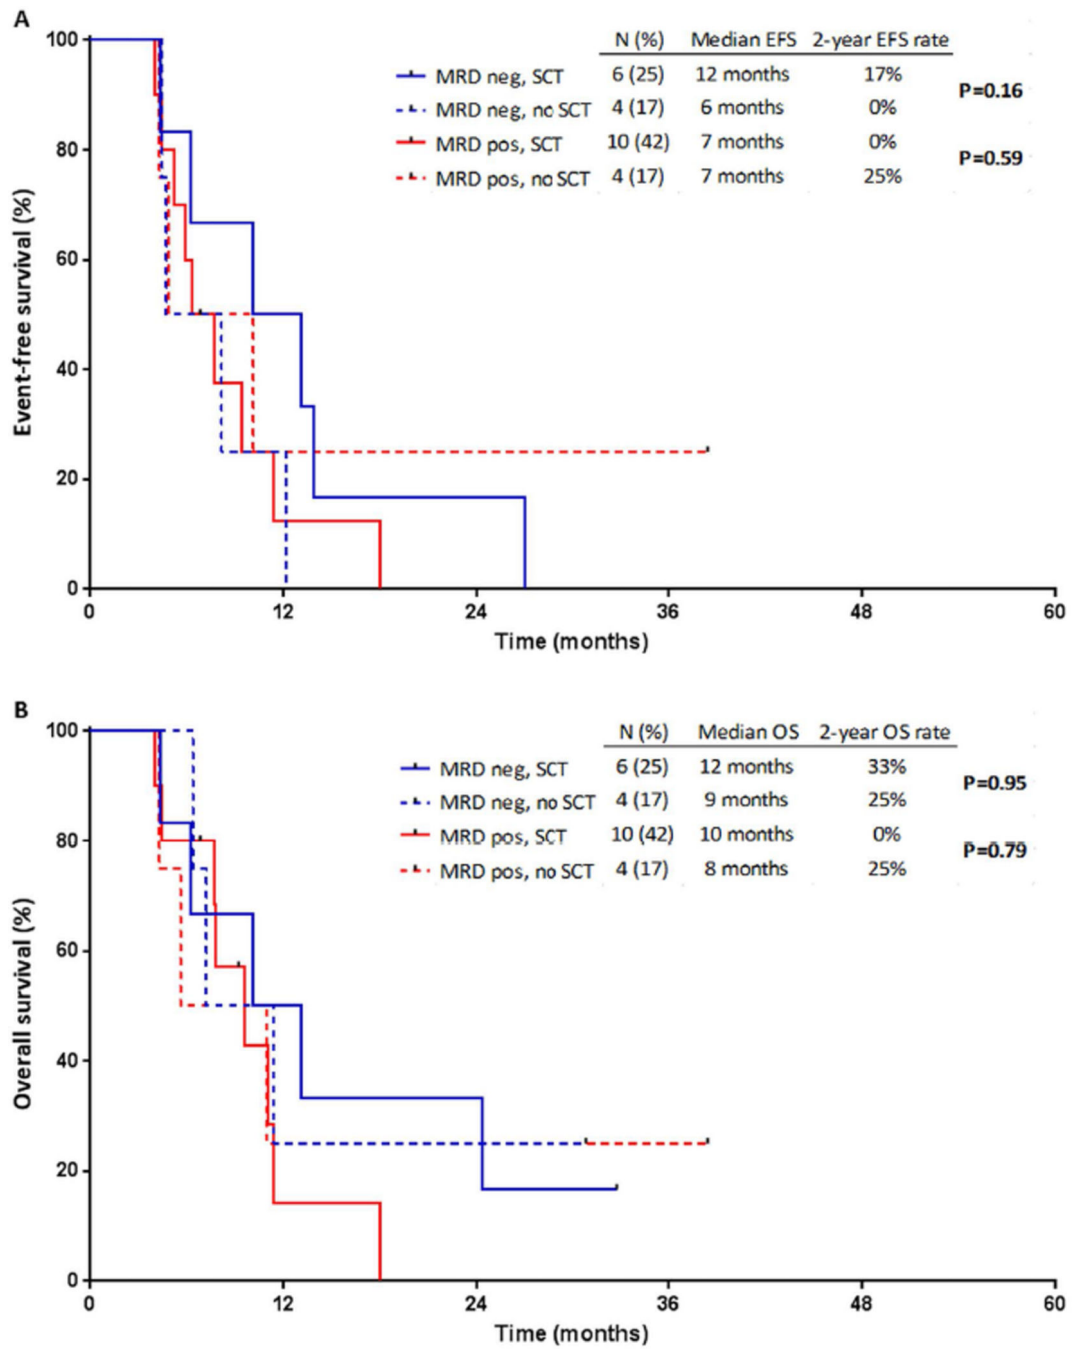 A
N (%) Median EFS 2-year EFS rate
MRD neg, SCT 6 (25) 12 months 17%
P=0.16
MRD neg, no SCT 4 (17) 6 months 0%
MRD pos, SCT 10 (42) 7 months 0%
P=0.59
MRD pos, no SCT 4 (17) 7 months 25%
Event-free survival (%)
100
80
60
40
20
0
0 12 24 36 48 60
Time (months)
B
N (%) Median OS 2-year OS rate
MRD neg, SCT 6 (25) 12 months 33%
P=0.95
MRD neg, no SCT 4 (17) 9 months 25%
MRD pos, SCT 10 (42) 10 months 0%
P=0.79
MRD pos, no SCT 4 (17) 8 months 25%
Overall survival (%)
100
80
60
40
20
0
0 12 24 36 48 60
Time (months)